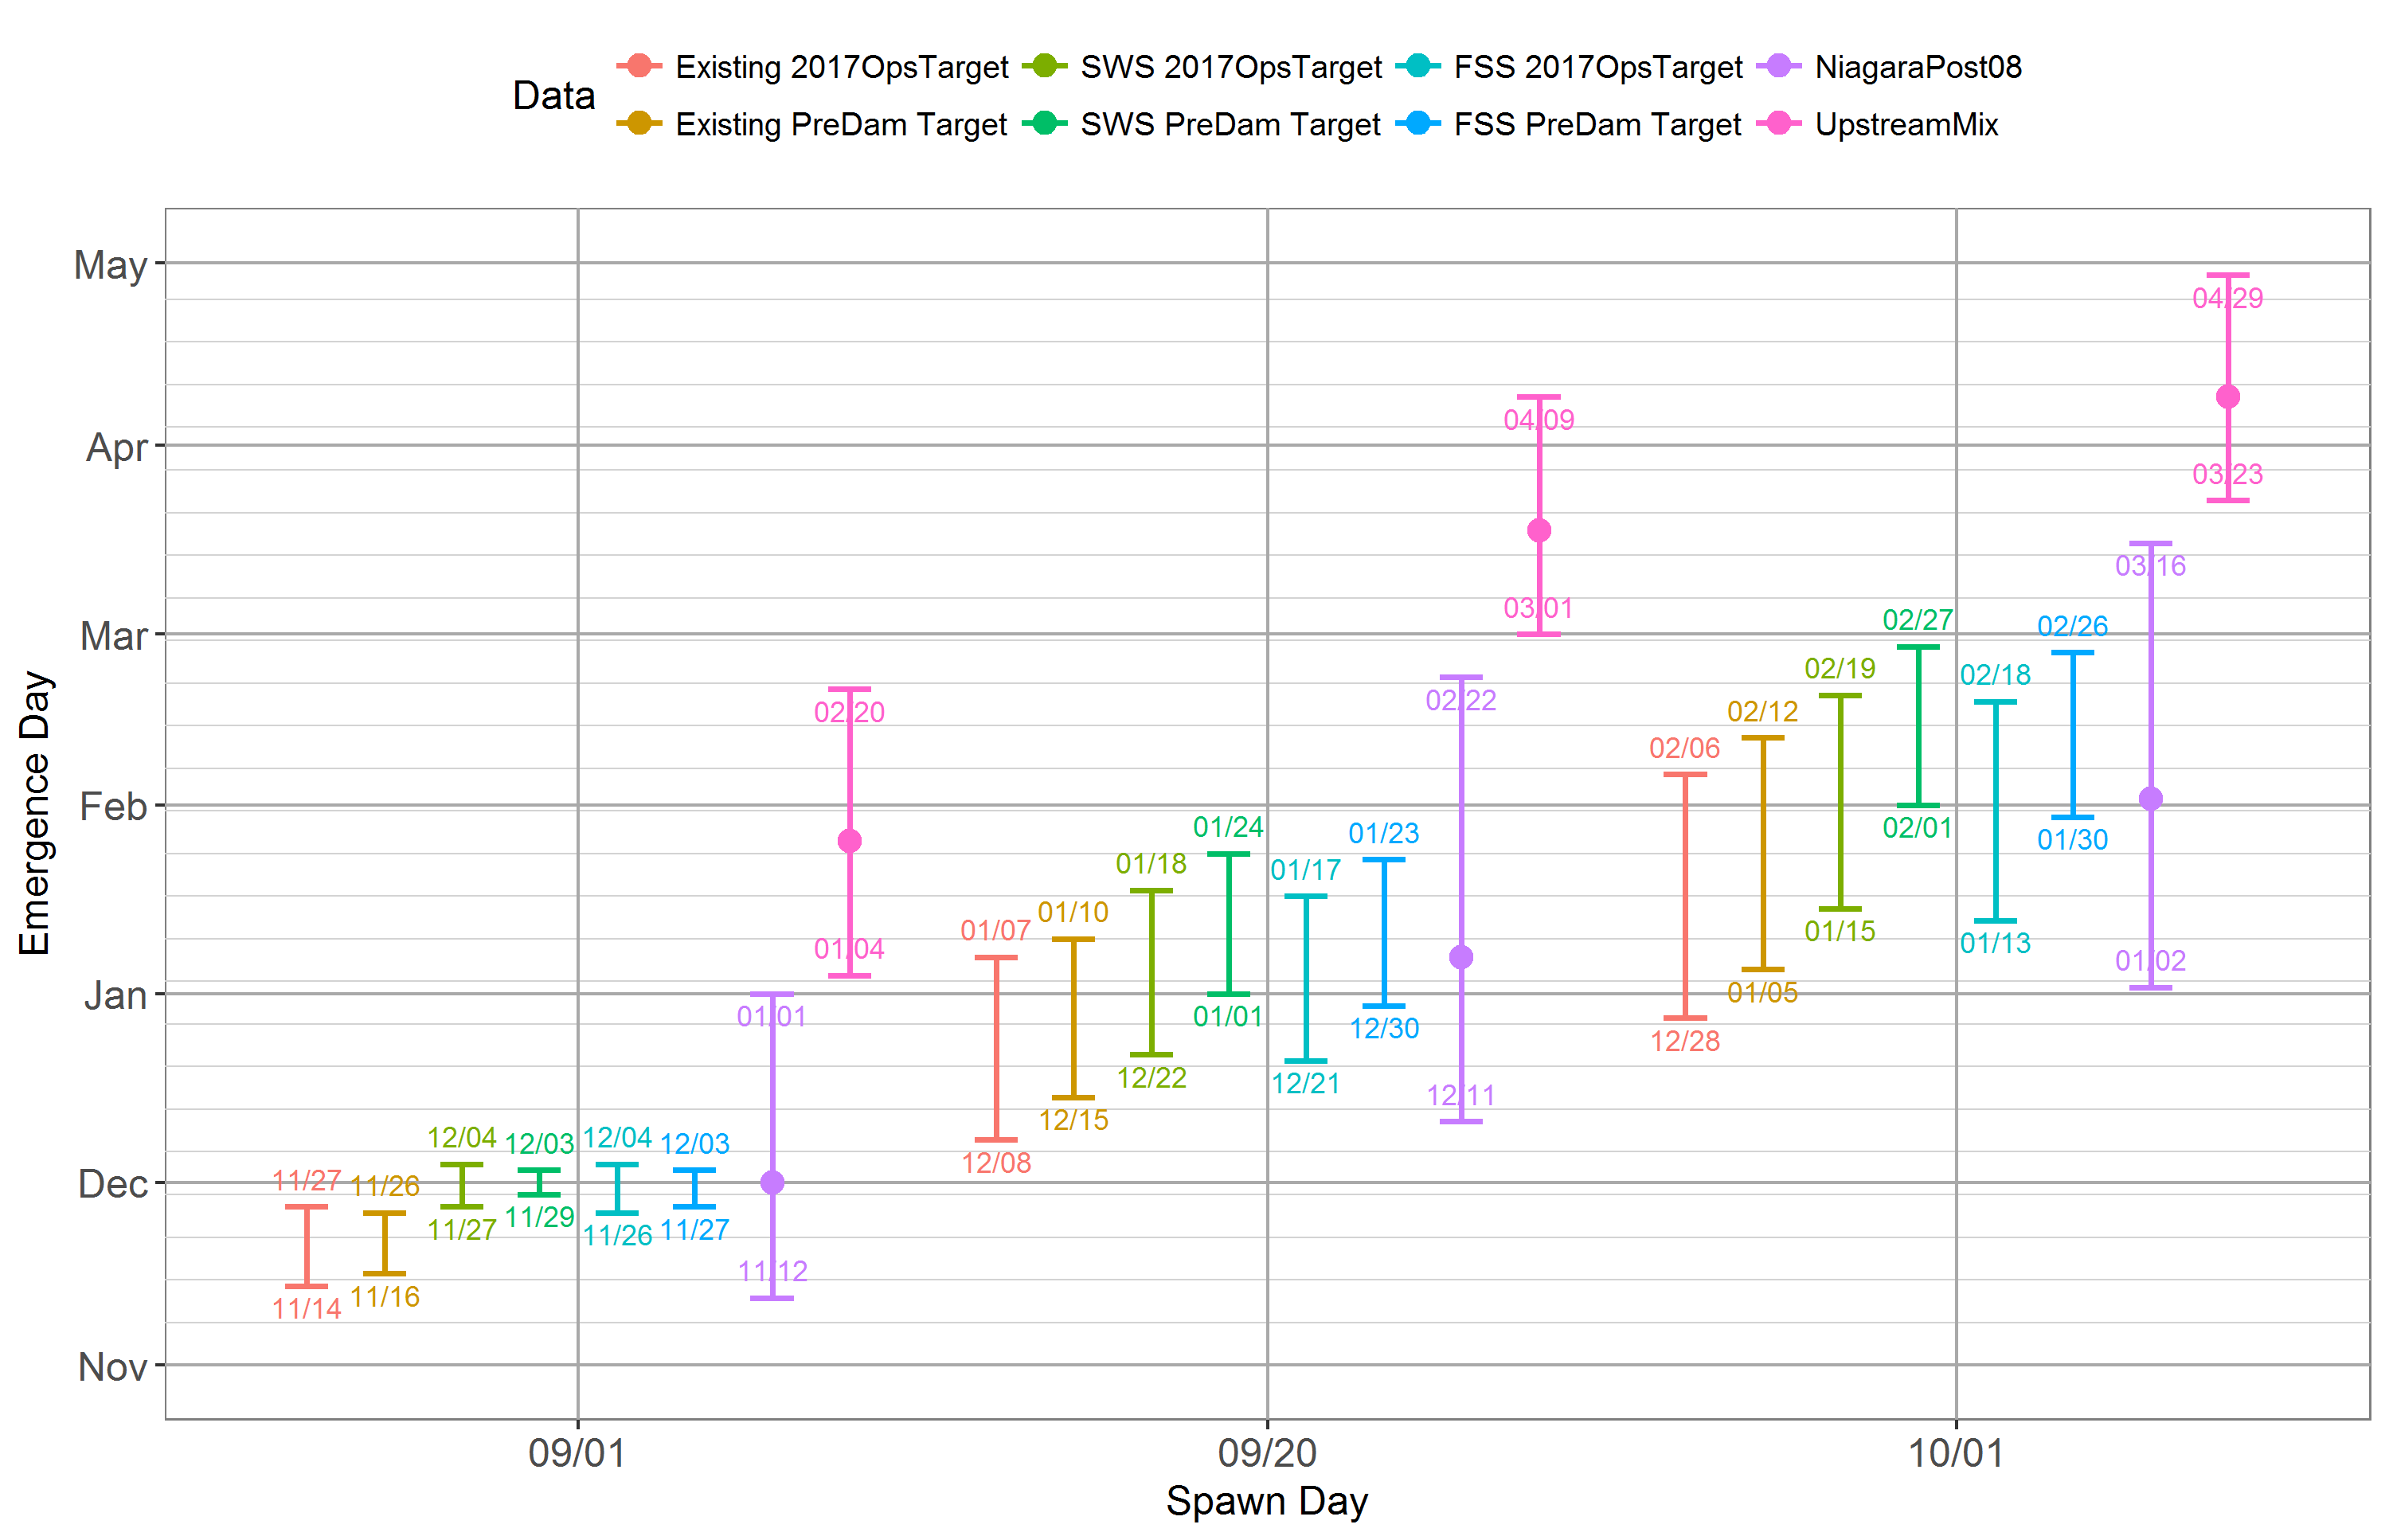 Data
Existing 2017OpsTarget SWS 2017OpsTarget FSS 2017OpsTarget NiagaraPost08
Existing PreDam Target SWS PreDam Target FSS PreDam Target UpstreamMix
Emergence Day
May
Apr
Mar
Feb
Jan
Dec
Nov
11/27 11/26 12/04 12/03 12/04 12/03 01/01 02/20
11/14 11/16 11/27 11/29 11/26 11/27 11/12 01/04
01/07 01/10 01/18 01/24 01/17 01/23 02/22 04/09
12/08 12/15 12/22 01/01 12/21 12/30 12/11 03/01
02/06 02/12 02/19 02/27 02/18 02/26 03/16 04/29
12/28 01/05 01/15 02/01 01/13 01/30 01/02 03/23
09/01 09/20 10/01
Spawn Day